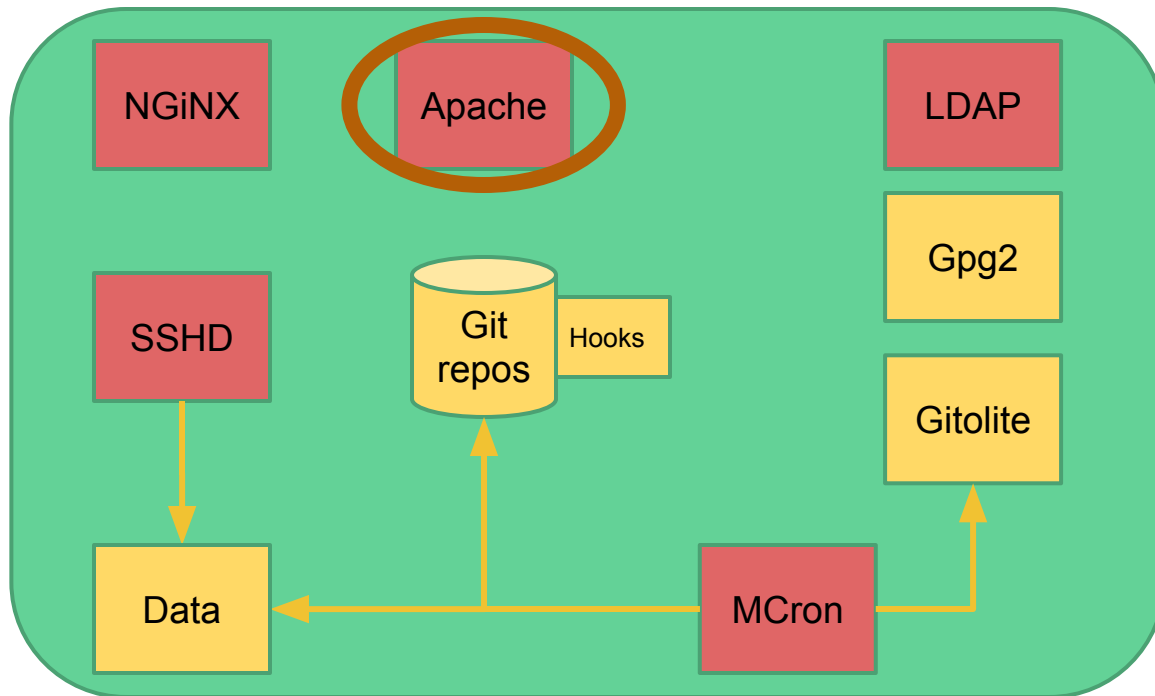 NGiNX
Apache
LDAP
Gpg2
SSHD
Git
repos
Hooks
Gitolite
Data
MCron